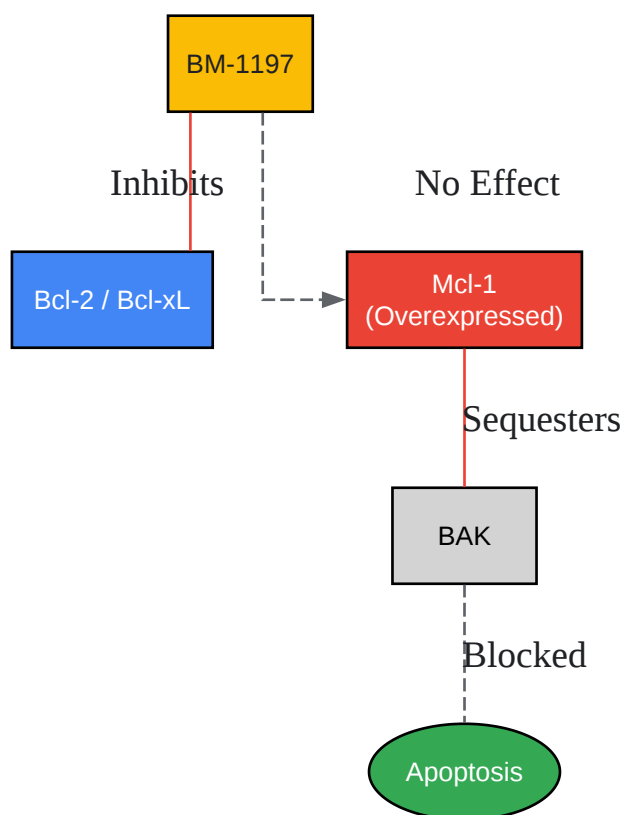 BM-1197
Inhibits
No Effect
Bcl-2 / Bcl-xL
Mcl-1
(Overexpressed)
Sequesters
BAK
Blocked
Apoptosis